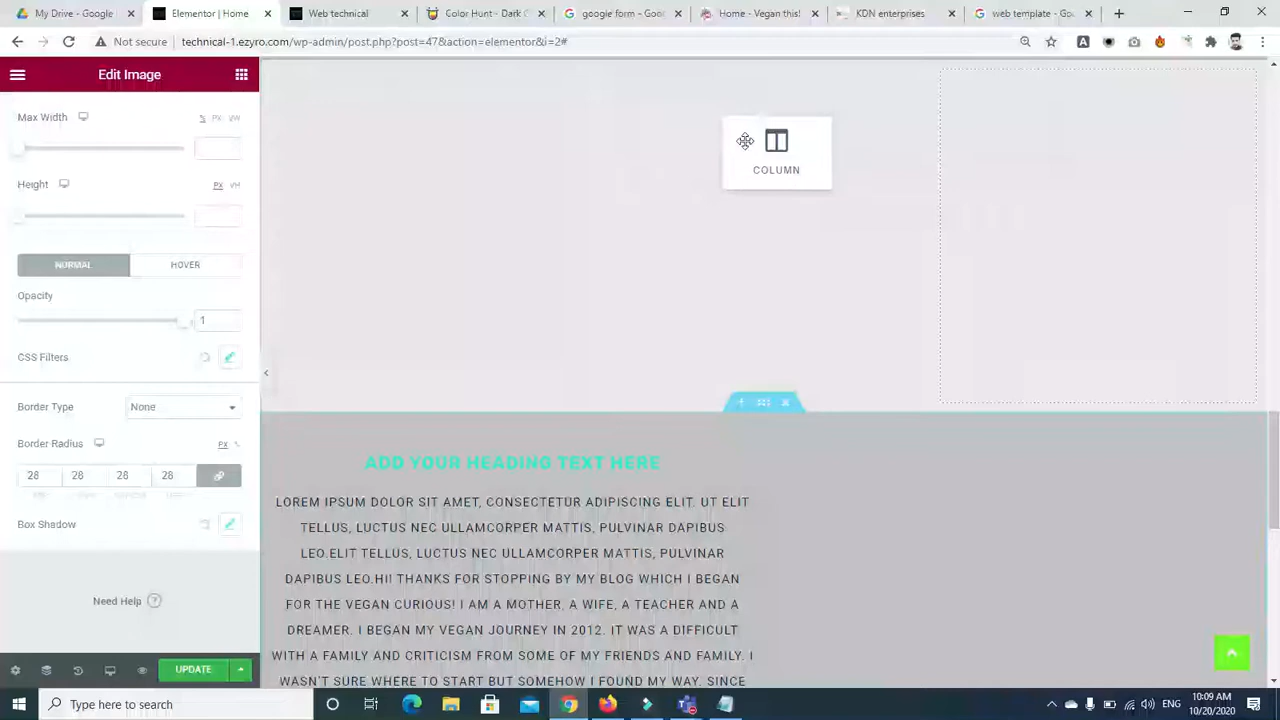 My Drive - Google Drive
Elementor | Home
Web technical
Color Hunt - Dark
google form - Goo
Home - Vegan this!
KDN enterprises
web template - Go
Not secure
technical-1.ezyro.com/wp-admin/post.php?post=47&action=elementor&i=2#
Edit Image
Max Width
% PX VW
Height
PX VH
NORMAL
HOVER
Opacity
1
CSS Filters
Border Type
None
Border Radius
PX %
28 28 28 28
Box Shadow
Need Help ?
UPDATE
COLUMN
ADD YOUR HEADING TEXT HERE
LOREM IPSUM DOLOR SIT AMET, CONSECTETUR ADIPISCING ELIT. UT ELIT
TELLUS, LUCTUS NEC ULLAMCORPER MATTIS, PULVINAR DAPIBUS
LEO.ELIT TELLUS, LUCTUS NEC ULLAMCORPER MATTIS, PULVINAR
DAPIBUS LEO.HI! THANKS FOR STOPPING BY MY BLOG WHICH I BEGAN
FOR THE VEGAN CURIOUS! I AM A MOTHER, A WIFE, A TEACHER AND A
DREAMER. I BEGAN MY VEGAN JOURNEY IN 2012. IT WAS A DIFFICULT
WITH A FAMILY AND CRITICISM FROM SOME OF MY FRIENDS AND FAMILY. I
WASN'T SURE WHERE TO START BUT SOMEHOW I FOUND MY WAY. SINCE
Type here to search
ENG
10:09 AM
10/20/2020